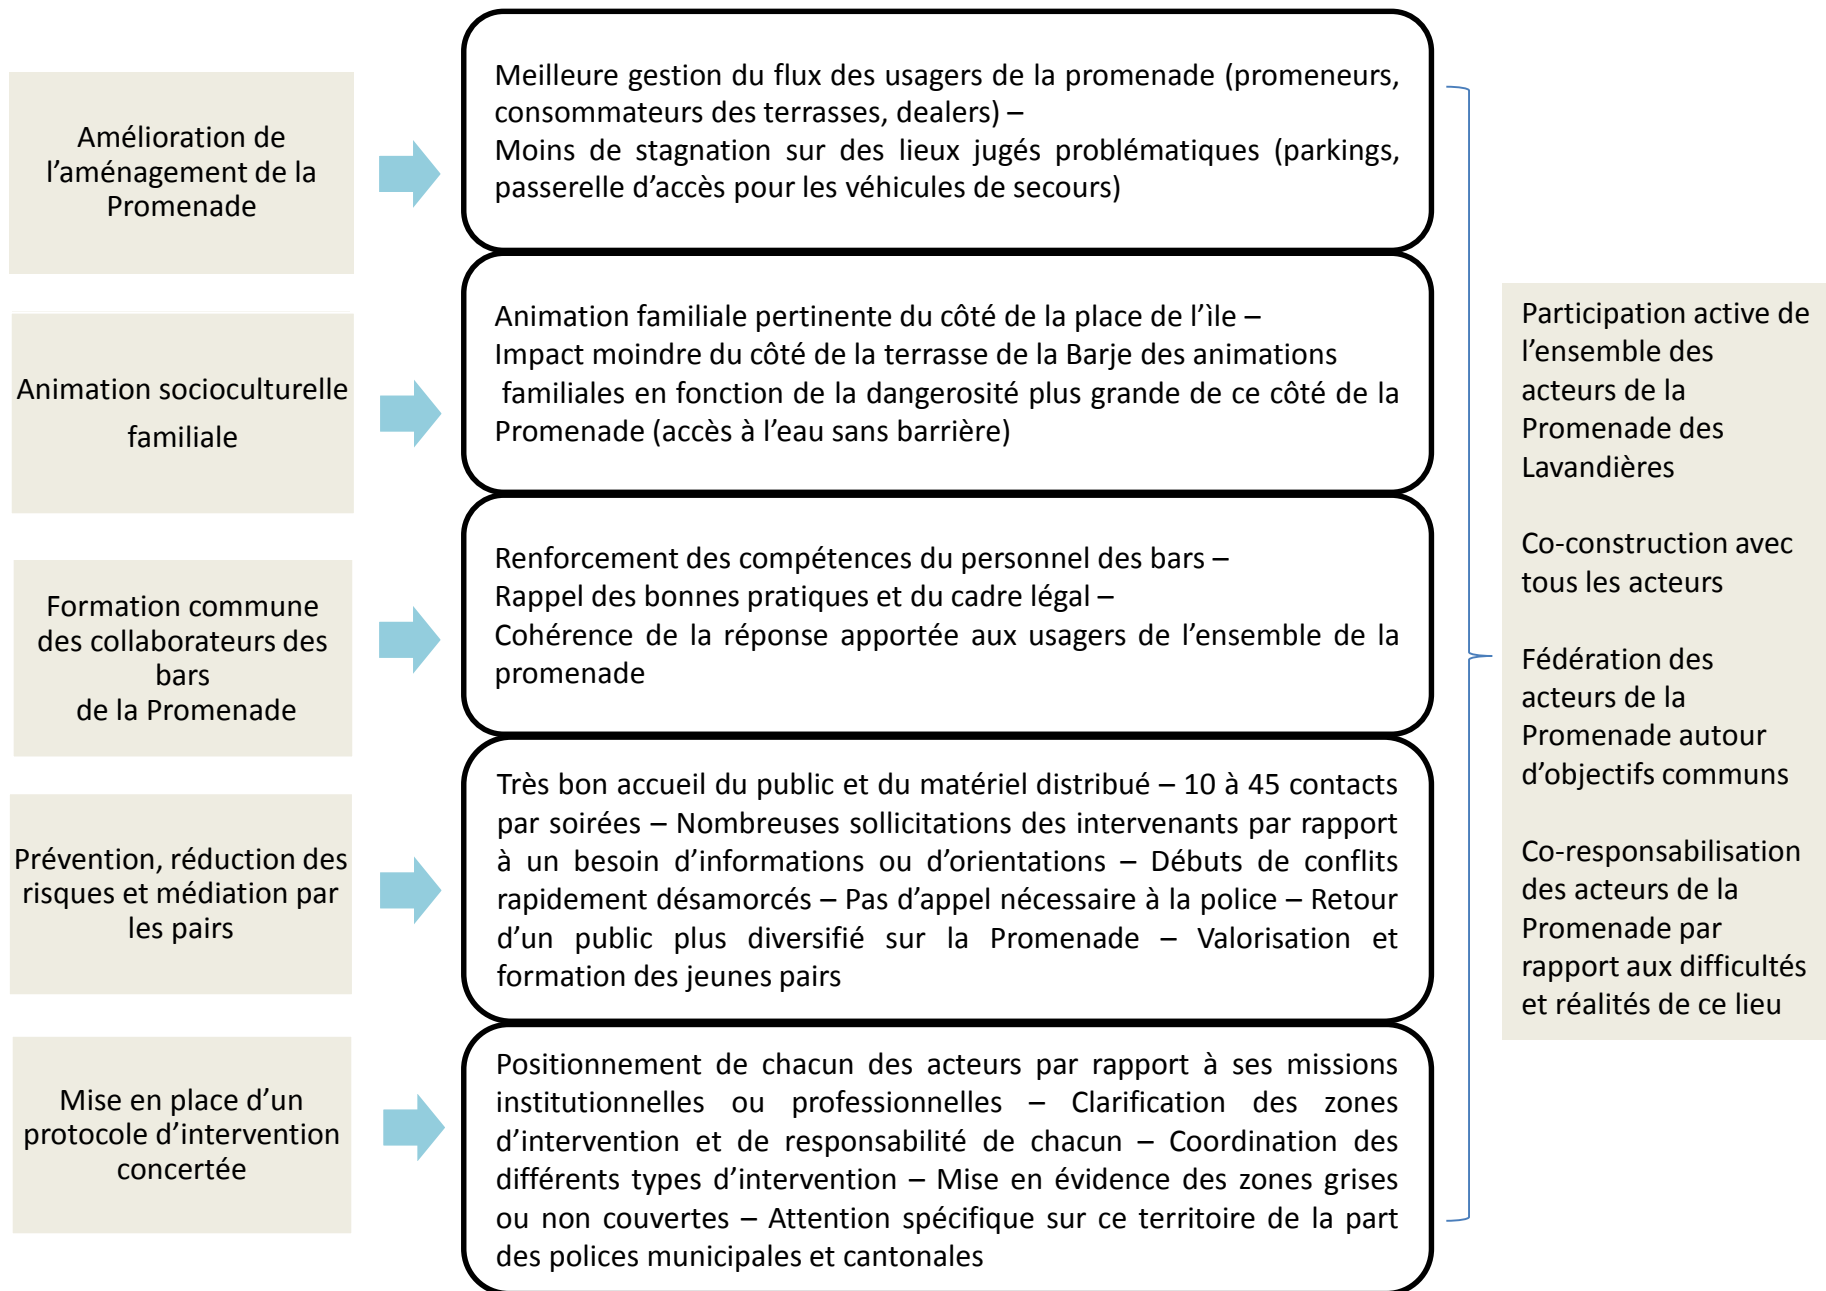 Amélioration de
l’aménagement de la
Promenade
Meilleure gestion du flux des usagers de la promenade (promeneurs,
consommateurs des terrasses, dealers) –
Moins de stagnation sur des lieux jugés problématiques (parkings,
passerelle d’accès pour les véhicules de secours)
Animation socioculturelle
familiale
Animation familiale pertinente du côté de la place de l’ìle –
Impact moindre du côté de la terrasse de la Barje des animations
familiales en fonction de la dangerosité plus grande de ce côté de la
Promenade (accès à l’eau sans barrière)
Formation commune
des collaborateurs des
bars
de la Promenade
Renforcement des compétences du personnel des bars –
Rappel des bonnes pratiques et du cadre légal –
Cohérence de la réponse apportée aux usagers de l’ensemble de la
promenade
Prévention, réduction des
risques et médiation par
les pairs
Très bon accueil du public et du matériel distribué – 10 à 45 contacts
par soirées – Nombreuses sollicitations des intervenants par rapport
à un besoin d’informations ou d’orientations – Débuts de conflits
rapidement désamorcés – Pas d’appel nécessaire à la police – Retour
d’un public plus diversifié sur la Promenade – Valorisation et
formation des jeunes pairs
Mise en place d’un
protocole d’intervention
concertée
Positionnement de chacun des acteurs par rapport à ses missions
institutionnelles ou professionnelles – Clarification des zones
d’intervention et de responsabilité de chacun – Coordination des
différents types d’intervention – Mise en évidence des zones grises
ou non couvertes – Attention spécifique sur ce territoire de la part
des polices municipales et cantonales
Participation active de
l’ensemble des
acteurs de la
Promenade des
Lavandières
Co-construction avec
tous les acteurs
Fédération des
acteurs de la
Promenade autour
d’objectifs communs
Co-responsabilisation
des acteurs de la
Promenade par
rapport aux difficultés
et réalités de ce lieu